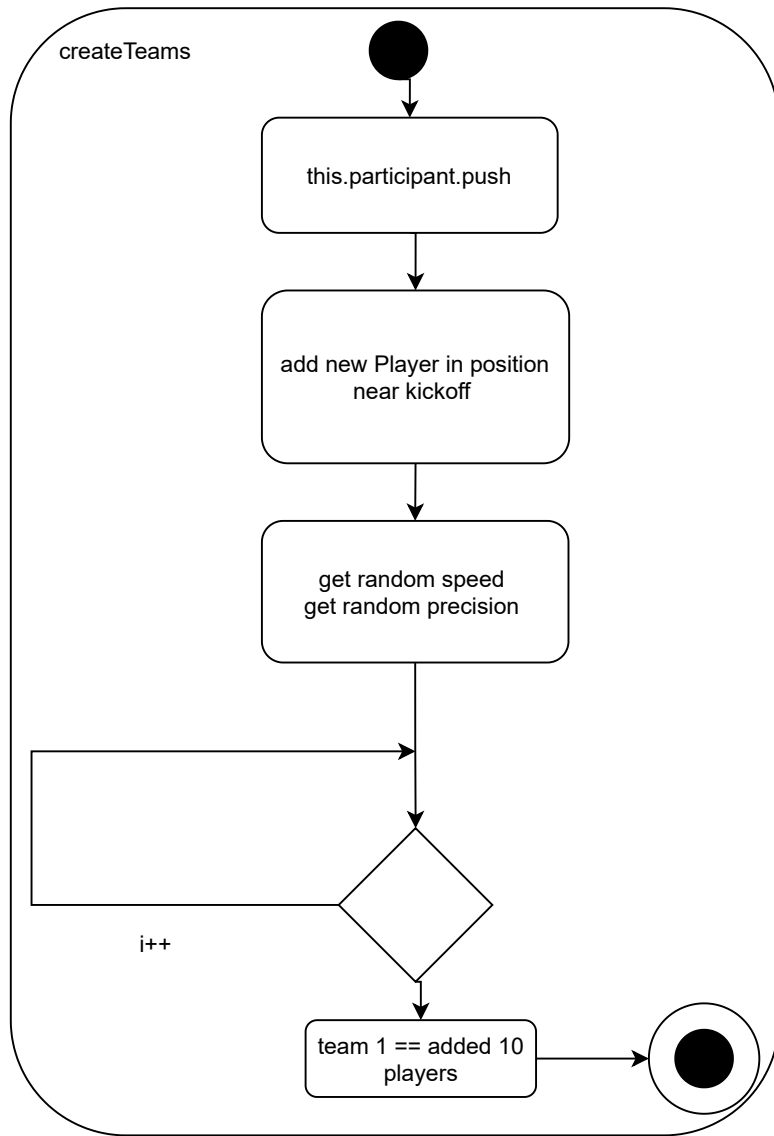 createTeams
this.participant.push
add new Player in position
near kickoff
get random speed
get random precision
i++
team 1 == added 10
players